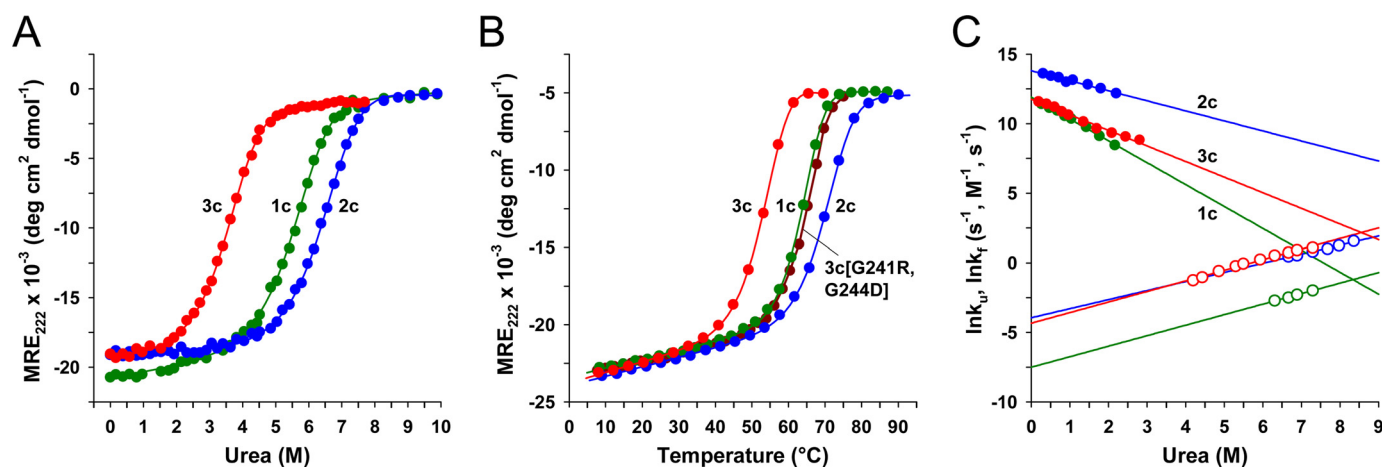 A
MRE222 x 10-3 (deg cm2 dmol-1)
0
-5
-10
-15
-20
3c
1c
2c
0 1 2 3 4 5 6 7 8 9 10
Urea (M)
B
MRE222 x 10-3 (deg cm2 dmol-1)
0
-5
-10
-15
-20
-25
3c
1c
2c
3c[G241R,
G244D]
0 10 20 30 40 50 60 70 80 90
Temperature (°C)
C
lnku, lnkf (s-1, M-1, s-1)
15
10
5
0
-5
-10
2c
3c
1c
0 1 2 3 4 5 6 7 8 9
Urea (M)